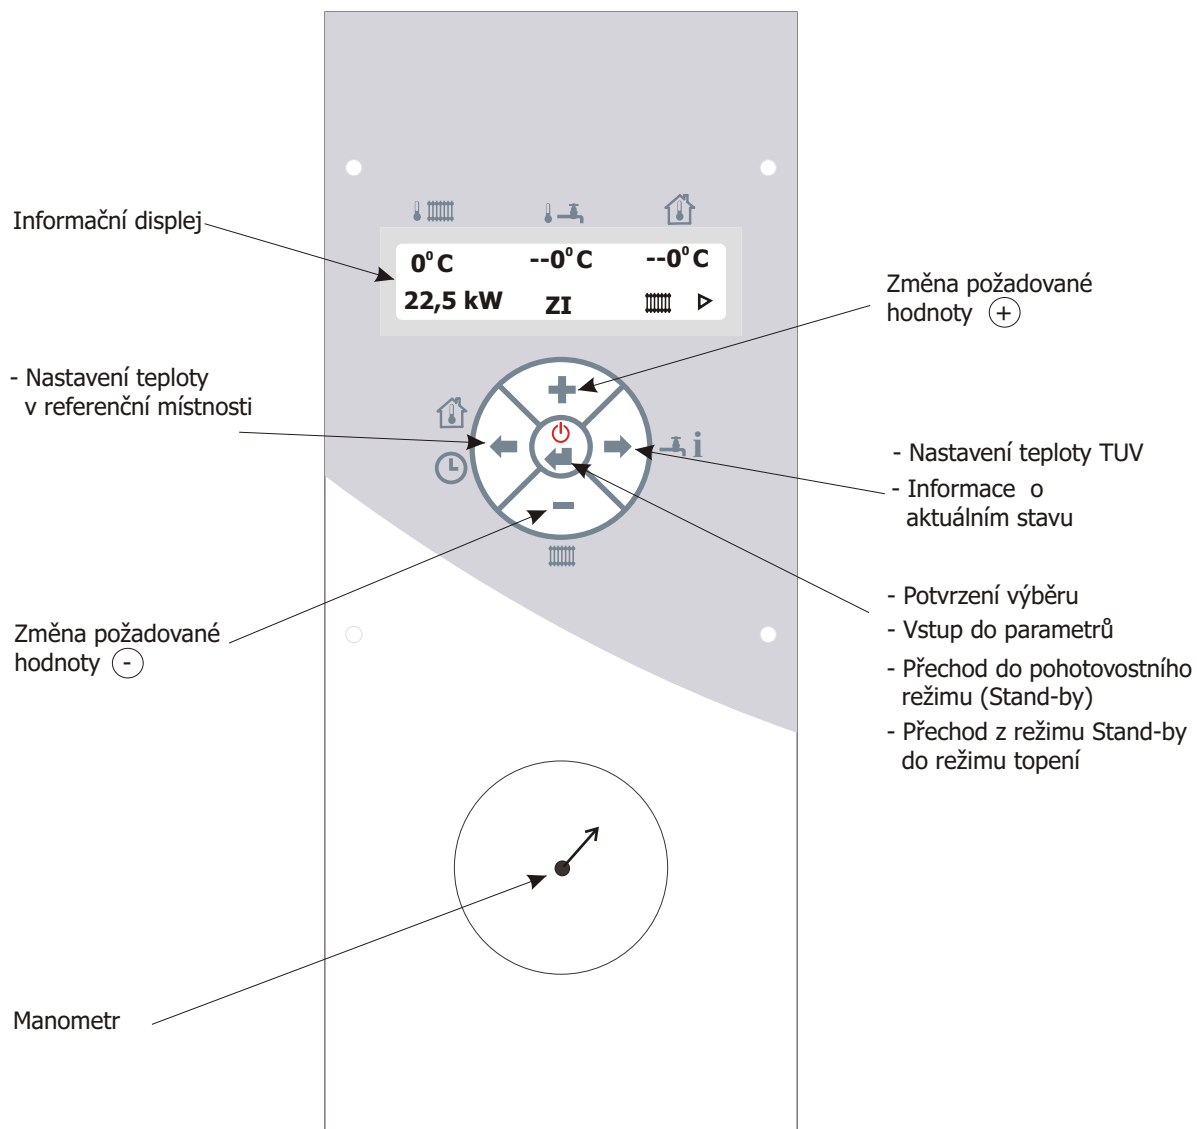 Informační displej
0°C --0°C --0°C
22,5 kW ZI
Změna požadované
hodnoty +
- Nastavení teploty
v referenční místnosti
i
- Nastavení teploty TUV
- Informace o
aktuálním stavu
- Potvrzení výběru
- Vstup do parametrů
- Přechod do pohotovostního
režimu (Stand-by)
- Přechod z režimu Stand-by
do režimu topení
Změna požadované
hodnoty -
Manometr